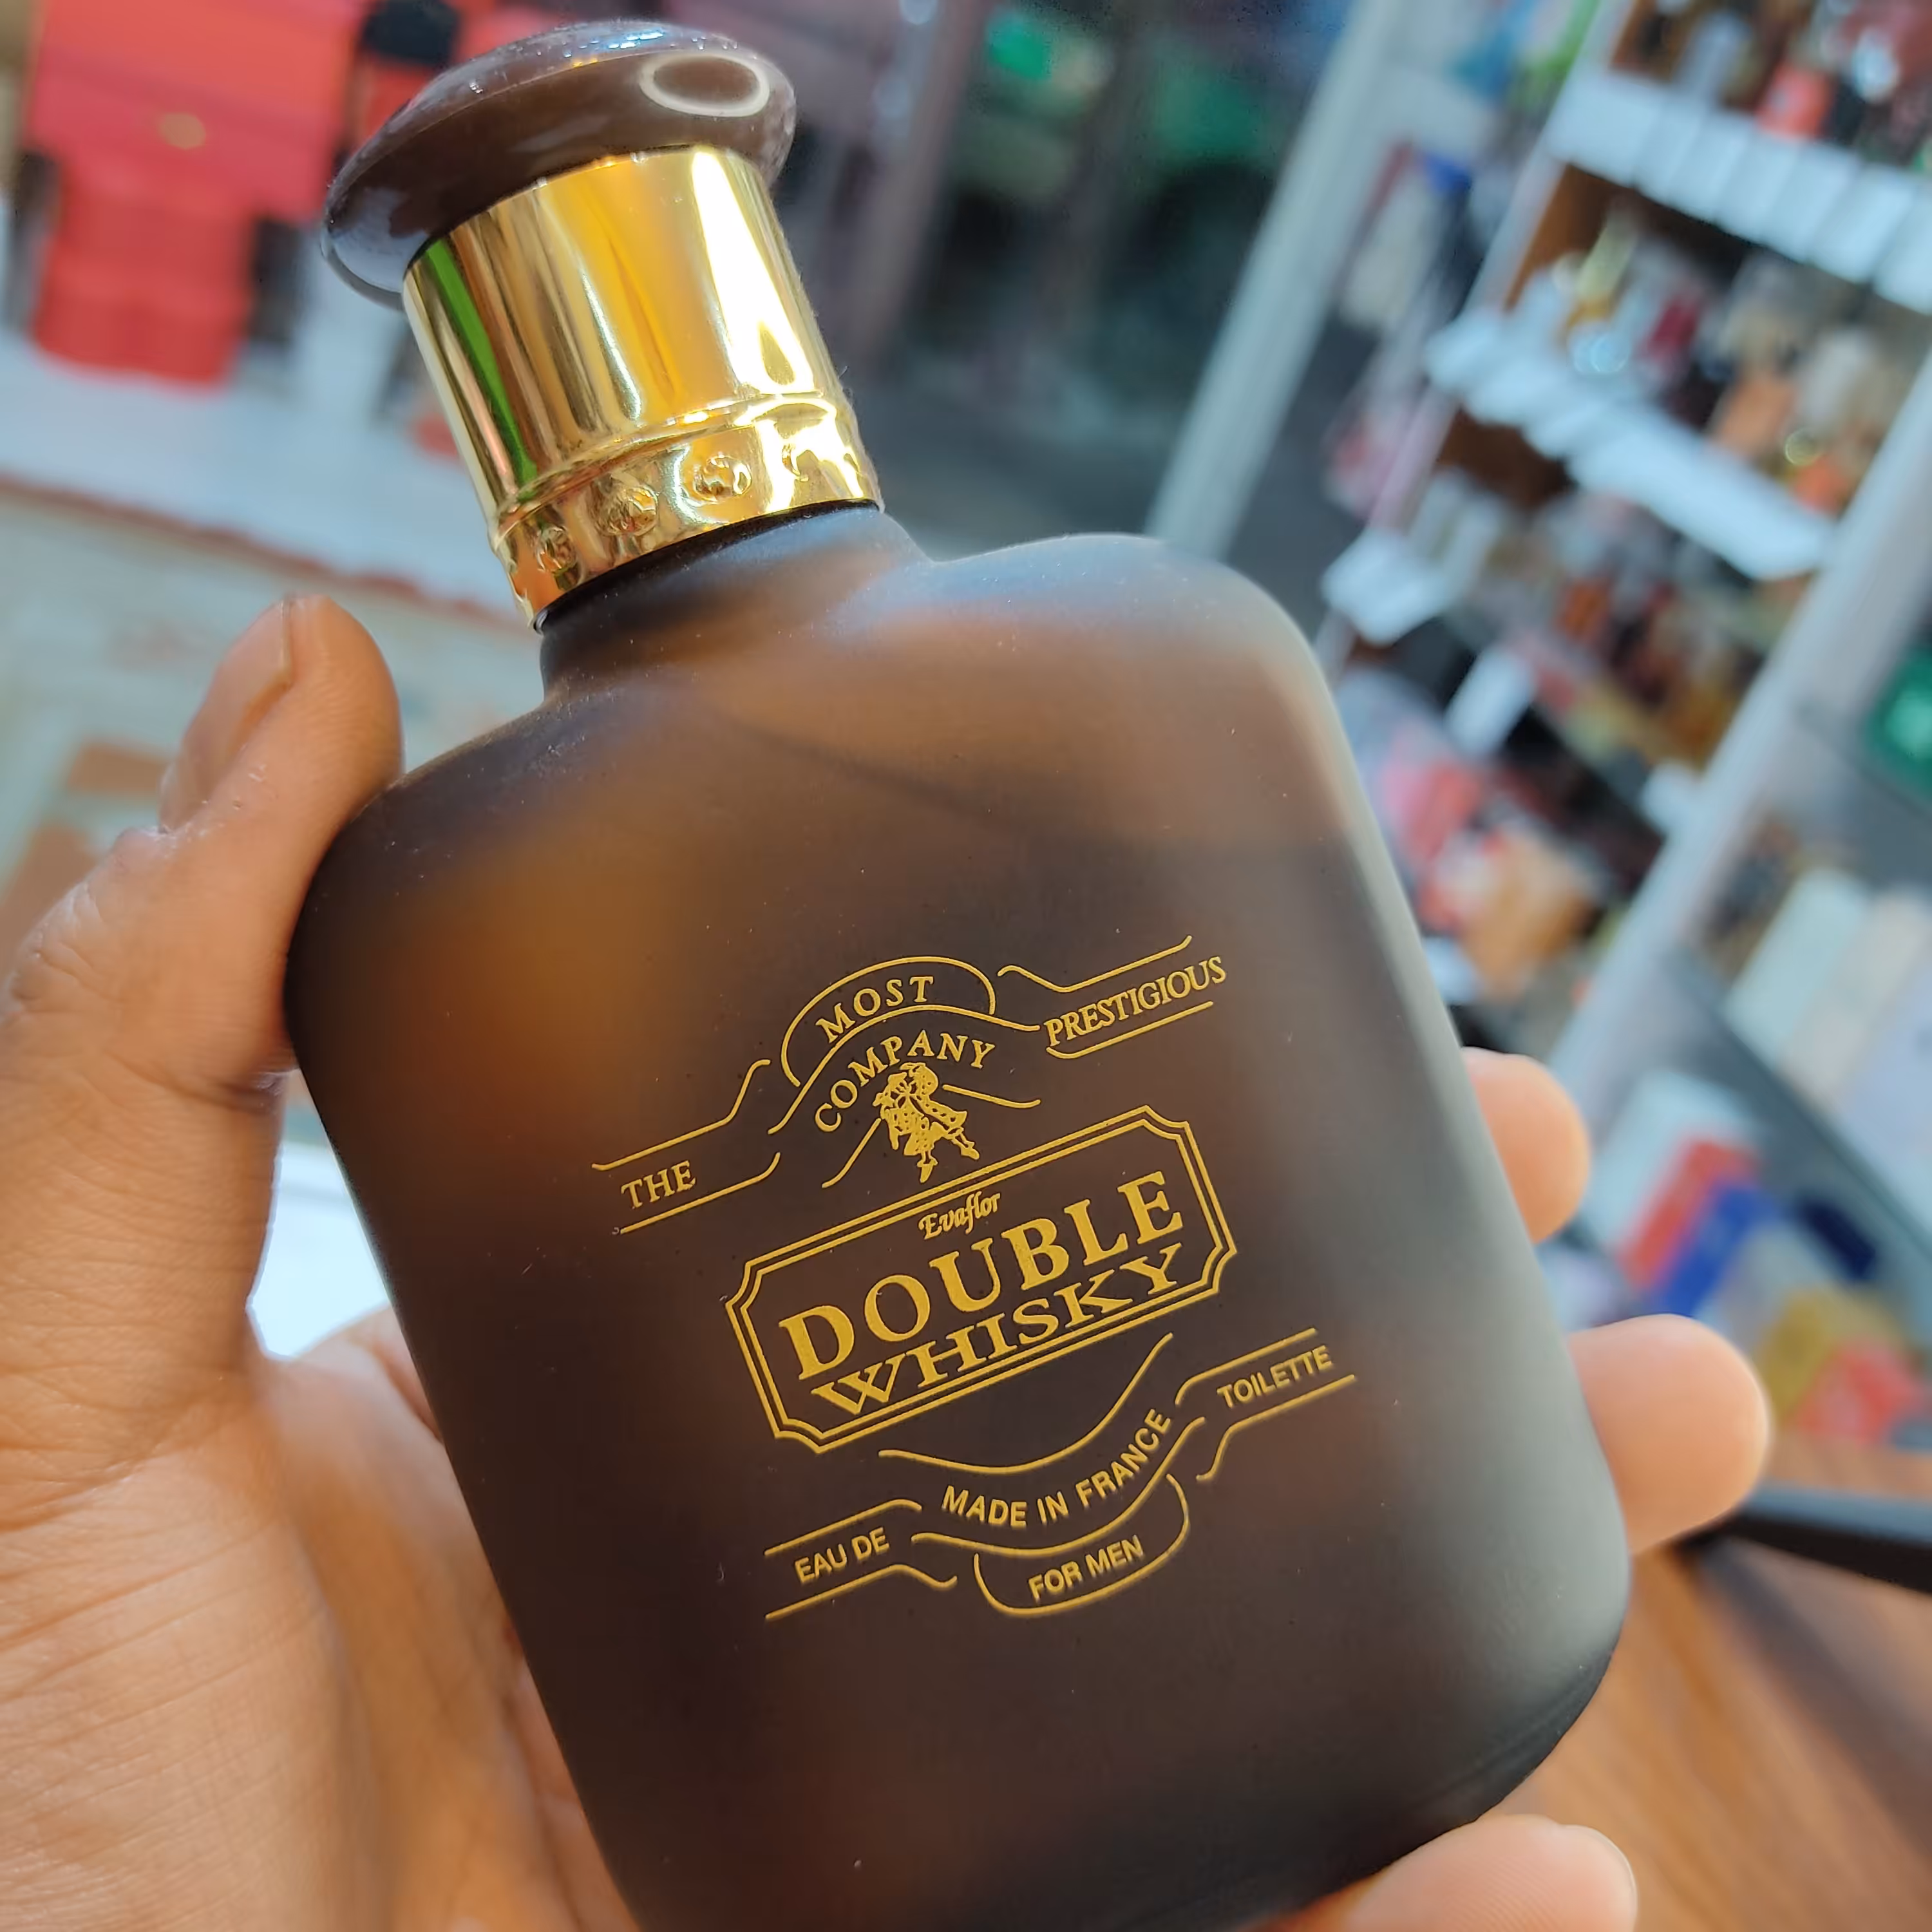 MOST
THE COMPANY PRESTIGIOUS
Evaflor
DOUBLE
WHISKY
EAU DE MADE IN FRANCE TOILETTE
FOR MEN